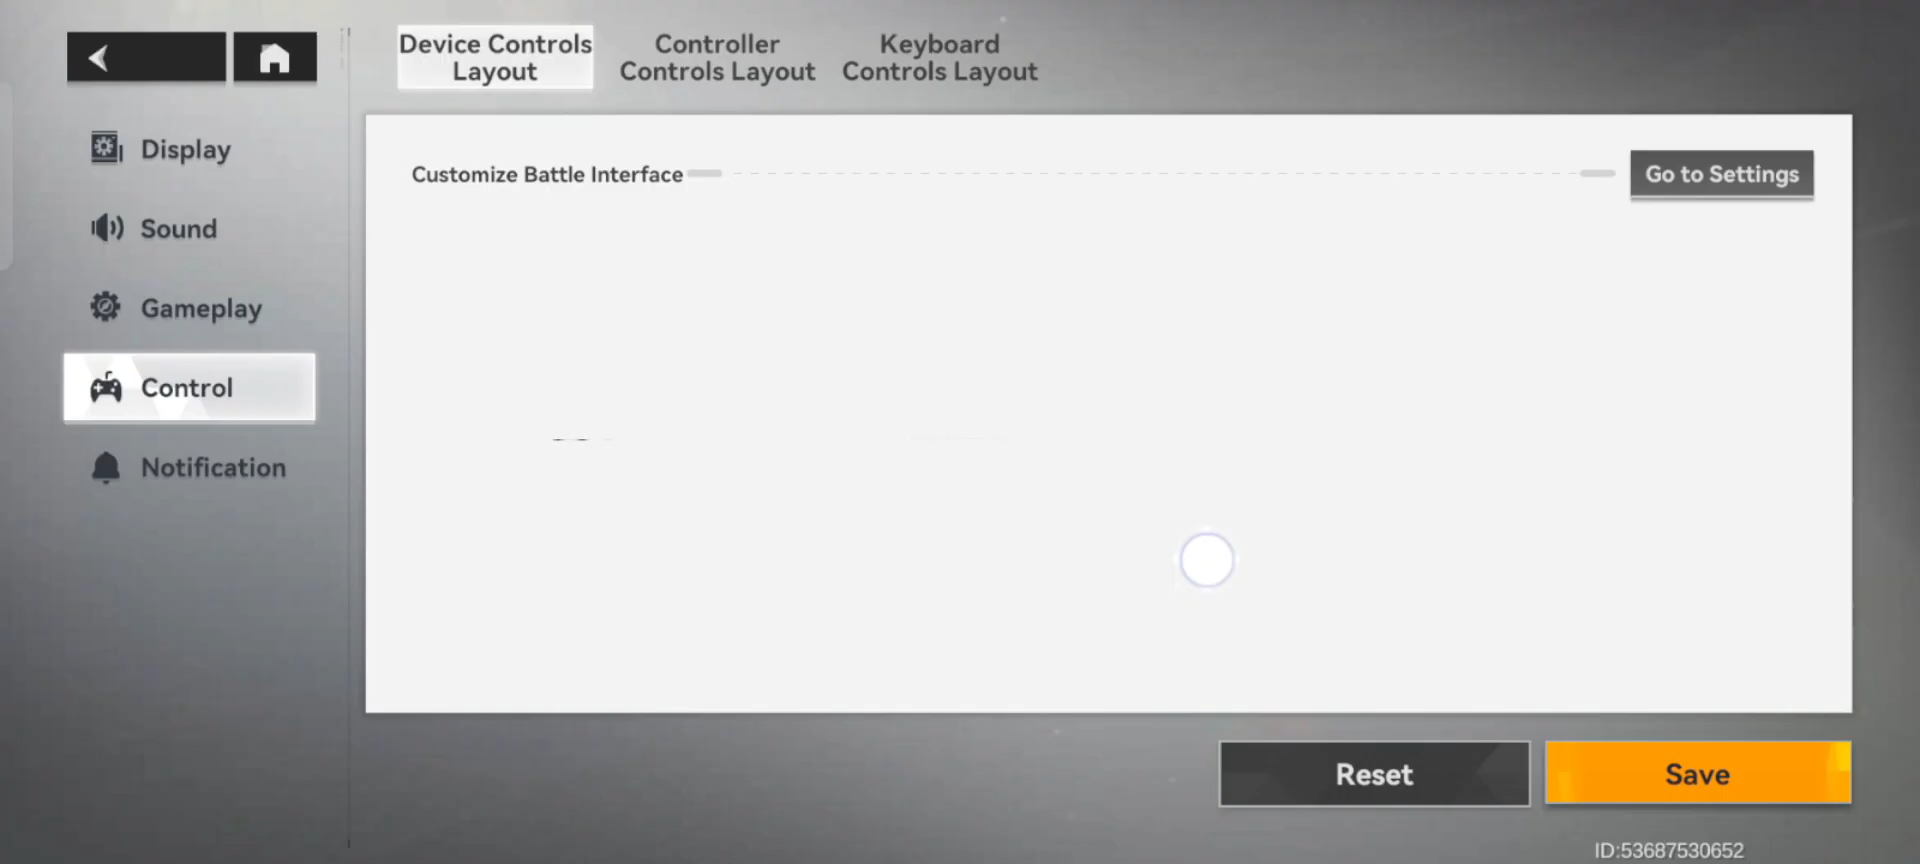 Device Controls
Layout
Controller
Controls Layout
Keyboard
Controls Layout
Display
Sound
Gameplay
Control
Notification
Customize Battle Interface
Go to Settings
Reset
Save
ID:53687530652